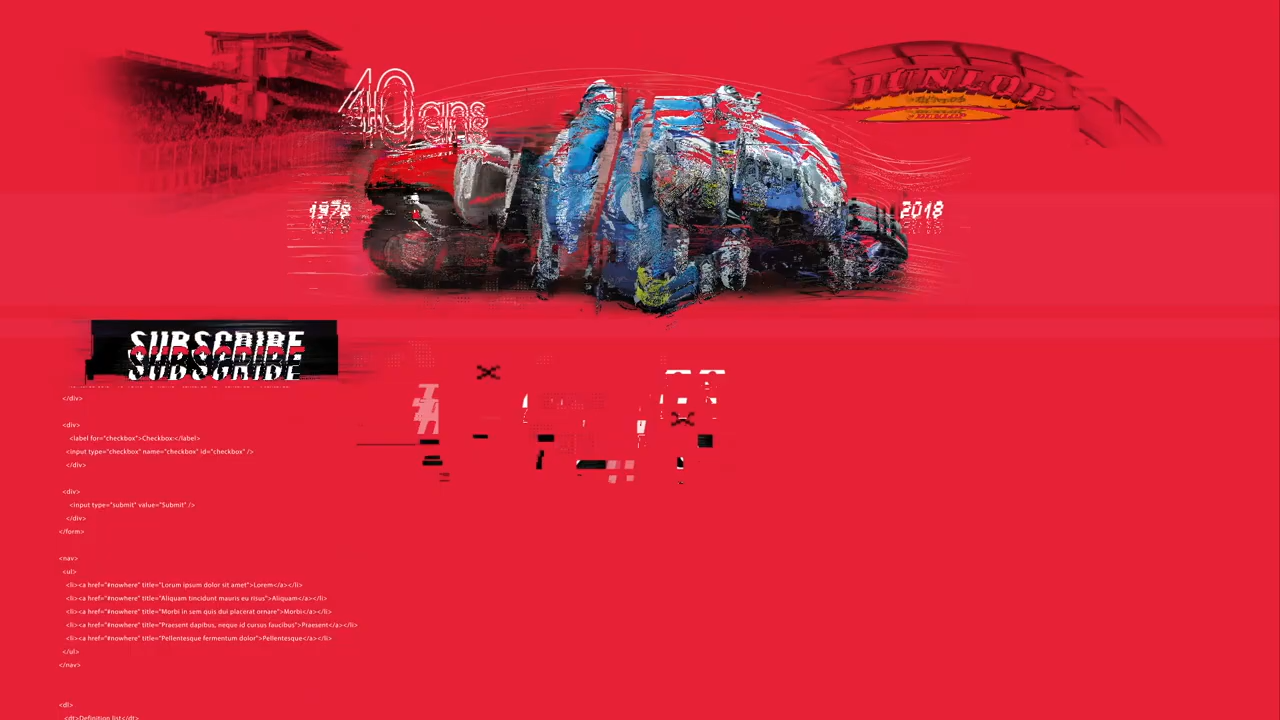 40 ans
DUNLOP
DUNLOP
1978
2018
SUBSCRIBE
SUBSCRIBE
</div>
<div>
<label for="checkbox">Checkbox:</label>
<input type="checkbox" name="checkbox" id="checkbox" />
</div>
<div>
<input type="submit" value="Submit" />
</div>
</form>
<nav>
<ul>
<li><a href="#nowhere" title="Lorum ipsum dolor sit amet">Lorem</a></li>
<li><a href="#nowhere" title="Aliquam tincidunt mauris eu risus">Aliquam</a></li>
<li><a href="#nowhere" title="Morbi in sem quis dui placerat ornare">Morbi</a></li>
<li><a href="#nowhere" title="Praesent dapibus, neque id cursus faucibus">Praesent</a></li>
<li><a href="#nowhere" title="Pellentesque fermentum dolor">Pellentesque</a></li>
</ul>
</nav>
<dl>
<dt>Definition list</dt>